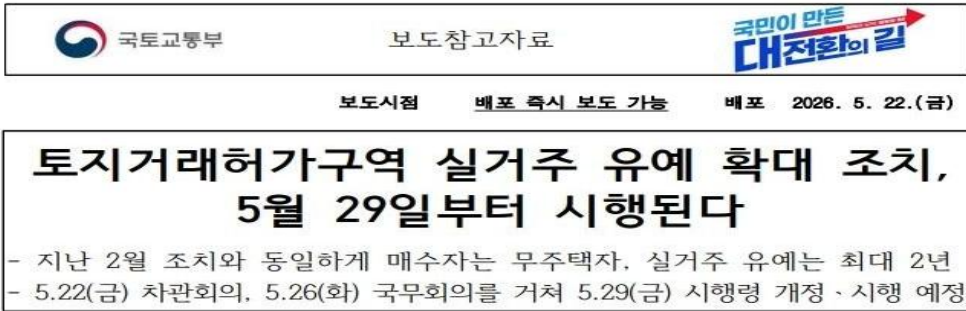 국토교통부
보도참고자료
국민이 만든
대전환의 길
보도시점 배포 즉시 보도 가능 배포 2026. 5. 22.(금)
토지거래허가구역 실거주 유예 확대 조치,
5월 29일부터 시행된다
- 지난 2월 조치와 동일하게 매수자는 무주택자, 실거주 유예는 최대 2년
- 5.22(금) 차관회의, 5.26(화) 국무회의를 거쳐 5.29(금) 시행령 개정·시행 예정